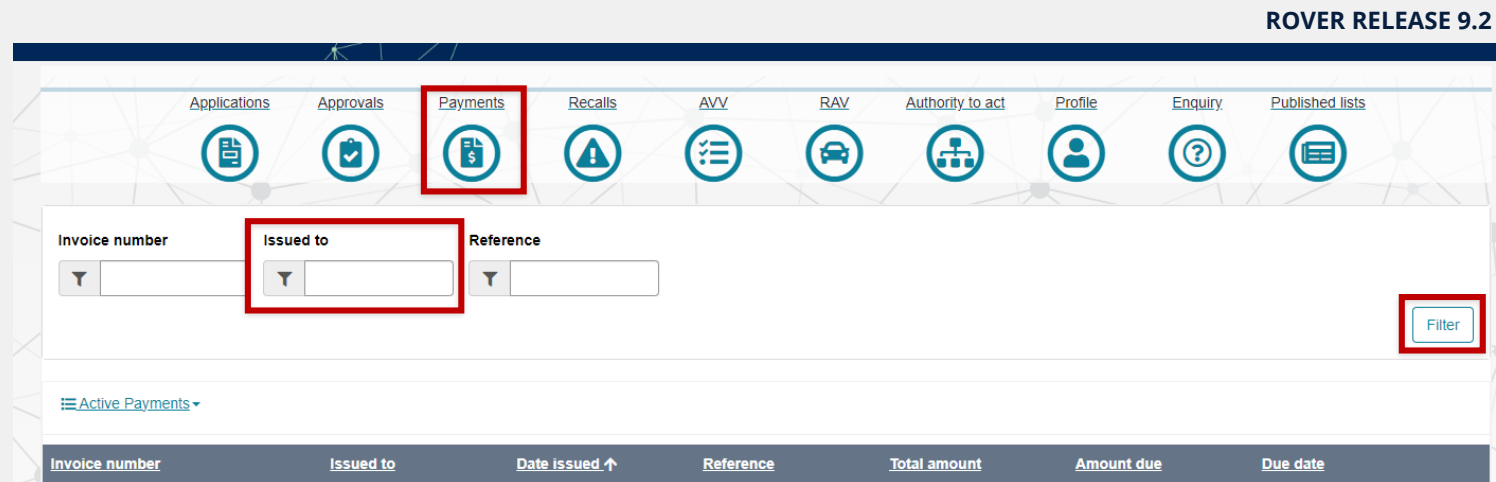 ROVER RELEASE 9.2
Applications Approvals Payments Recalls AVV RAV Authority to act Profile Enquiry Published lists
Invoice number Issued to Reference
Filter
Active Payments
Invoice number Issued to Date issued Reference Total amount Amount due Due date